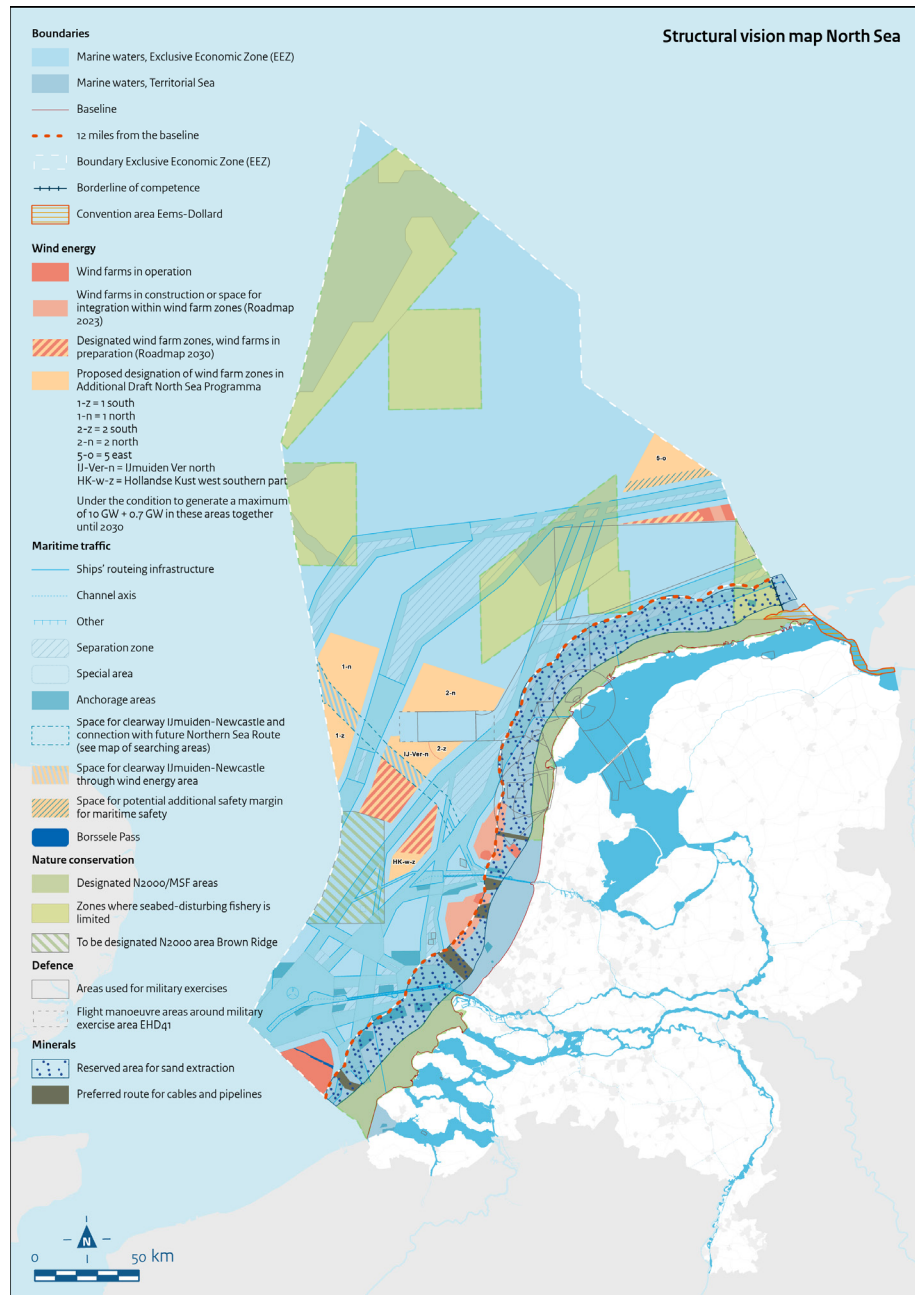 Structural vision map North Sea
Boundaries
Marine waters, Exclusive Economic Zone (EEZ)
Marine waters, Territorial Sea
Baseline
12 miles from the baseline
Boundary Exclusive Economic Zone (EEZ)
Borderline of competence
Convention area Eems-Dollard
Wind energy
Wind farms in operation
Wind farms in construction or space for
integration within wind farm zones (Roadmap
2023)
Designated wind farm zones, wind farms in
preparation (Roadmap 2030)
Proposed designation of wind farm zones in
Additional Draft North Sea Programma
1-z = 1 south
1-n = 1 north
2-z = 2 south
2-n = 2 north
5-o = 5 east
IJ-Ver-n = IJmuiden Ver north
HK-w-z = Hollandse Kust west southern part
Under the condition to generate a maximum
of 10 GW + 0.7 GW in these areas together
until 2030
Maritime traffic
Ships' routeing infrastructure
Channel axis
Other
Separation zone
Special area
Anchorage areas
Space for clearway IJmuiden-Newcastle and
connection with future Northern Sea Route
(see map of searching areas)
Space for clearway IJmuiden-Newcastle
through wind energy area
Space for potential additional safety margin
for maritime safety
Borssele Pass
Nature conservation
Designated N2000/MSF areas
Zones where seabed-disturbing fishery is
limited
To be designated N2000 area Brown Ridge
Defence
Areas used for military exercises
Flight manoeuvre areas around military
exercise area EHD41
Minerals
Reserved area for sand extraction
Preferred route for cables and pipelines
5-o
1-n
2-n
1-z
2-z
IJ-Ver-n
HK-w-z
N
0
50 km